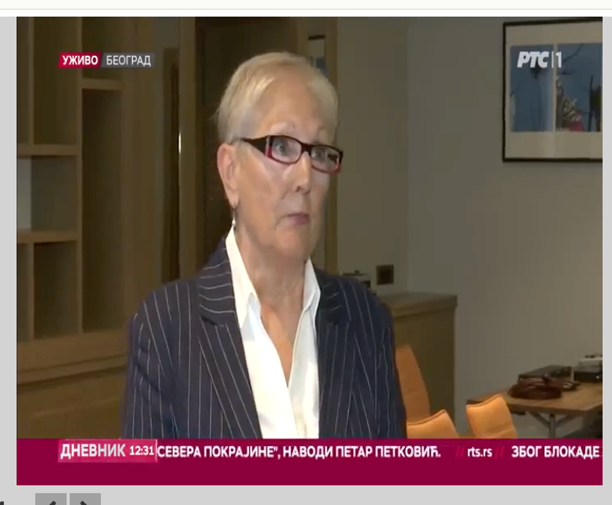 УЖИВО БЕОГРАД
РТС 1
ДНЕВНИК 12:31 СЕВЕРА ПОКРАЈИНЕ", НАВОДИ ПЕТАР ПЕТКОВИЋ. // rts.rs // ЗБОГ БЛОКАДЕ